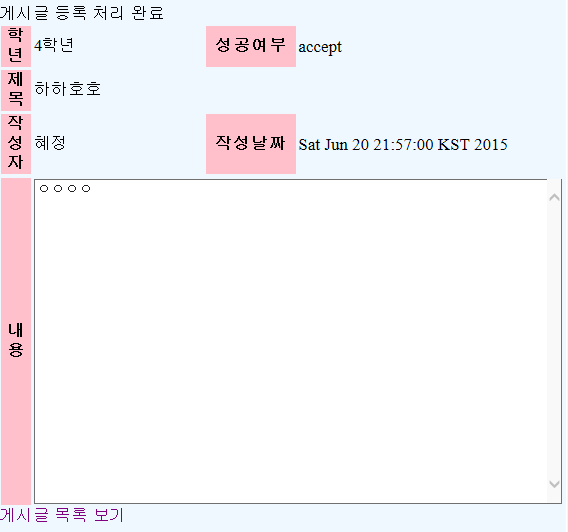 게시글 등록 처리 완료
학년 4학년 성공여부 accept
제목 하하호호
작성자 혜정 작성날짜 Sat Jun 20 21:57:00 KST 2015
ㅇㅇㅇㅇ
내용
게시글 목록 보기